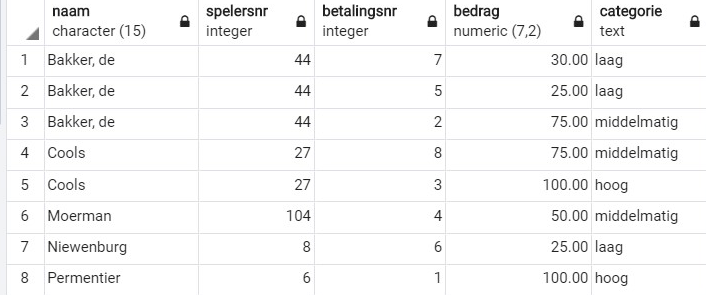 naam spelersnr betalingsnr bedrag categorie
character (15) integer integer numeric (7,2) text
1 Bakker, de 44 7 30.00 laag
2 Bakker, de 44 5 25.00 laag
3 Bakker, de 44 2 75.00 middelmatig
4 Cools 27 8 75.00 middelmatig
5 Cools 27 3 100.00 hoog
6 Moerman 104 4 50.00 middelmatig
7 Niewenburg 8 6 25.00 laag
8 Permentier 6 1 100.00 hoog